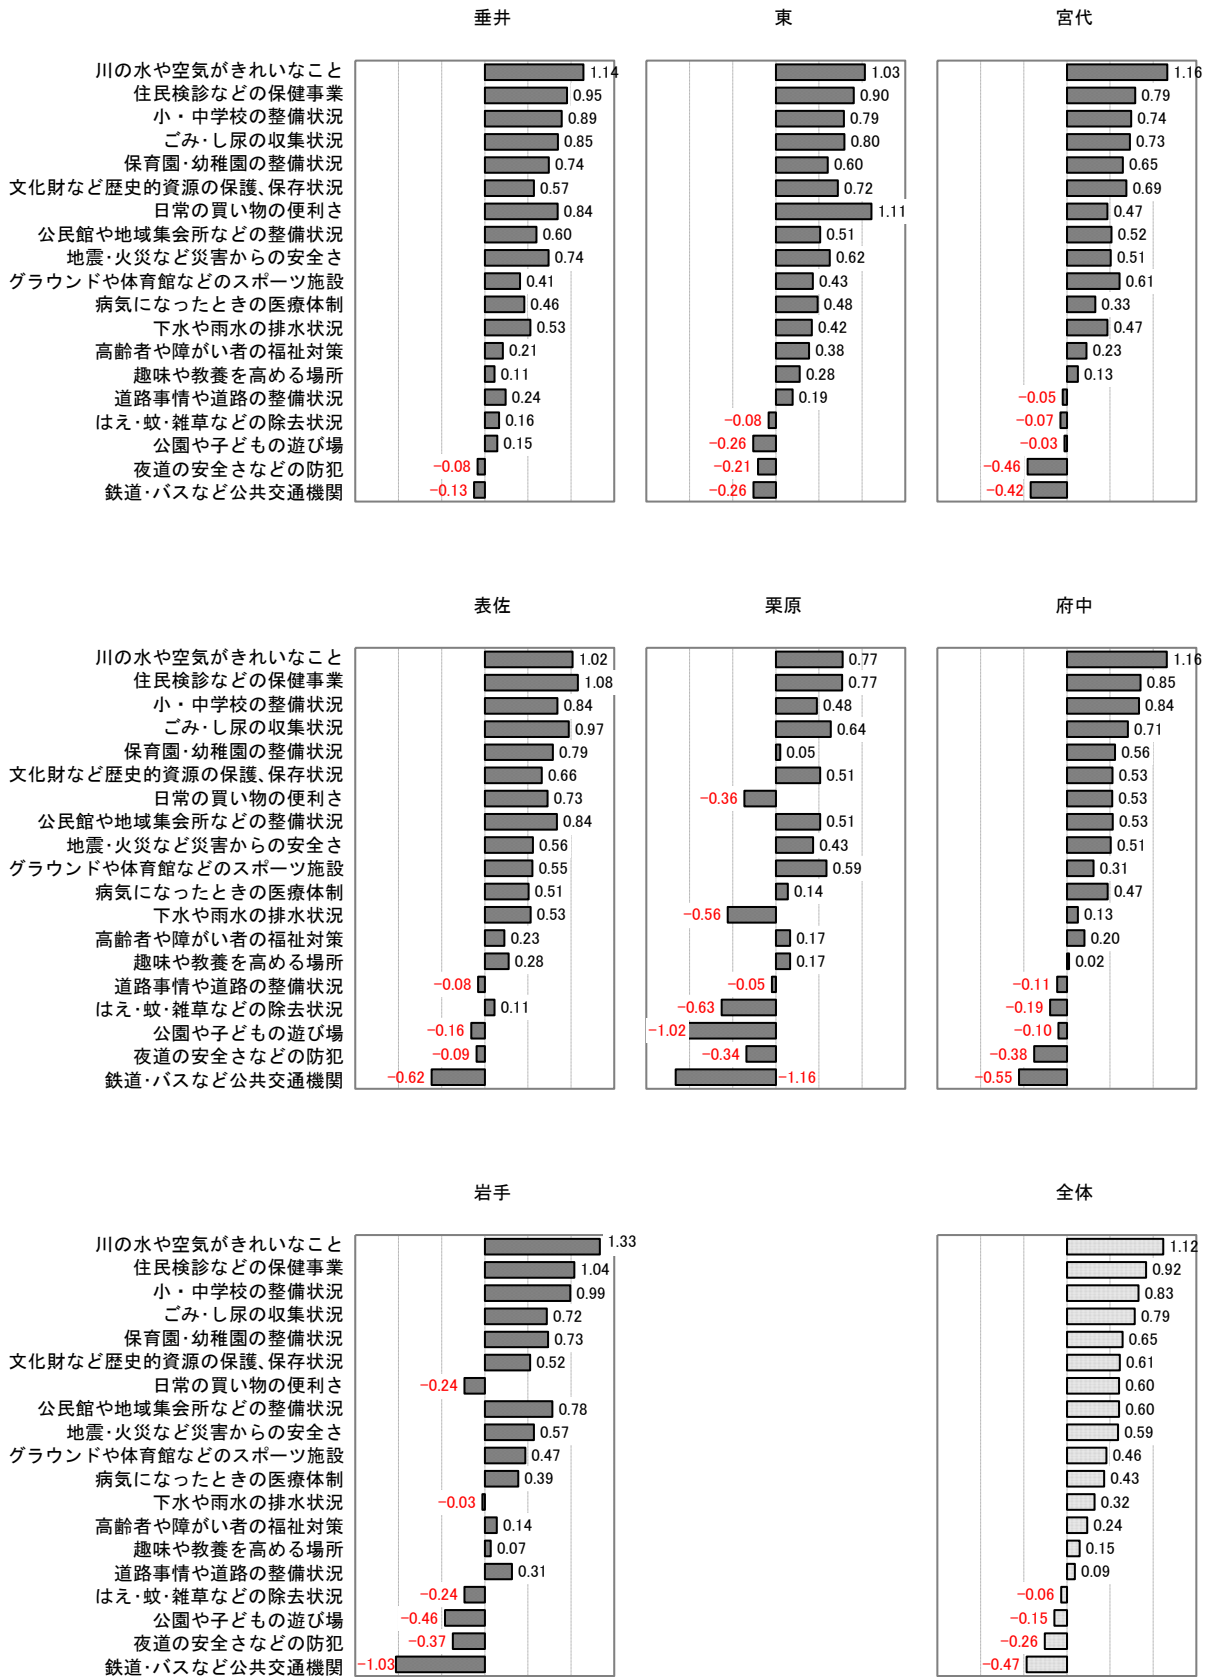 垂井 東 宮代
川の水や空気がきれいなこと 1.14 1.03 1.16
住民検診などの保健事業 0.95 0.90 0.79
小・中学校の整備状況 0.89 0.79 0.74
ごみ・し尿の収集状況 0.85 0.80 0.73
保育園・幼稚園の整備状況 0.74 0.60 0.65
文化財など歴史的資源の保護、保存状況 0.57 0.72 0.69
日常の買い物の便利さ 0.84 1.11 0.47
公民館や地域集会所などの整備状況 0.60 0.51 0.52
地震・火災など災害からの安全さ 0.74 0.62 0.51
グラウンドや体育館などのスポーツ施設 0.41 0.43 0.61
病気になったときの医療体制 0.46 0.48 0.33
下水や雨水の排水状況 0.53 0.42 0.47
高齢者や障がい者の福祉対策 0.21 0.38 0.23
趣味や教養を高める場所 0.11 0.28 0.13
道路事情や道路の整備状況 0.24 0.19 -0.05
はえ・蚊・雑草などの除去状況 0.16 -0.08 -0.07
公園や子どもの遊び場 0.15 -0.26 -0.03
夜道の安全さなどの防犯 -0.08 -0.21 -0.46
鉄道・バスなど公共交通機関 -0.13 -0.26 -0.42
表佐 栗原 府中
川の水や空気がきれいなこと 1.02 0.77 1.16
住民検診などの保健事業 1.08 0.77 0.85
小・中学校の整備状況 0.84 0.48 0.84
ごみ・し尿の収集状況 0.97 0.64 0.71
保育園・幼稚園の整備状況 0.79 0.05 0.56
文化財など歴史的資源の保護、保存状況 0.66 0.51 0.53
日常の買い物の便利さ 0.73 -0.36 0.53
公民館や地域集会所などの整備状況 0.84 0.51 0.53
地震・火災など災害からの安全さ 0.56 0.43 0.51
グラウンドや体育館などのスポーツ施設 0.55 0.59 0.31
病気になったときの医療体制 0.51 0.14 0.47
下水や雨水の排水状況 0.53 -0.56 0.13
高齢者や障がい者の福祉対策 0.23 0.17 0.20
趣味や教養を高める場所 0.28 0.17 0.02
道路事情や道路の整備状況 -0.08 -0.05 -0.11
はえ・蚊・雑草などの除去状況 0.11 -0.63 -0.19
公園や子どもの遊び場 -0.16 -1.02 -0.10
夜道の安全さなどの防犯 -0.09 -0.34 -0.38
鉄道・バスなど公共交通機関 -0.62 -1.16 -0.55
岩手 全体
川の水や空気がきれいなこと 1.33 1.12
住民検診などの保健事業 1.04 0.92
小・中学校の整備状況 0.99 0.83
ごみ・し尿の収集状況 0.72 0.79
保育園・幼稚園の整備状況 0.73 0.65
文化財など歴史的資源の保護、保存状況 0.52 0.61
日常の買い物の便利さ -0.24 0.60
公民館や地域集会所などの整備状況 0.78 0.60
地震・火災など災害からの安全さ 0.57 0.59
グラウンドや体育館などのスポーツ施設 0.47 0.46
病気になったときの医療体制 0.39 0.43
下水や雨水の排水状況 -0.03 0.32
高齢者や障がい者の福祉対策 0.14 0.24
趣味や教養を高める場所 0.07 0.15
道路事情や道路の整備状況 0.31 0.09
はえ・蚊・雑草などの除去状況 -0.24 -0.06
公園や子どもの遊び場 -0.46 -0.15
夜道の安全さなどの防犯 -0.37 -0.26
鉄道・バスなど公共交通機関 -1.03 -0.47